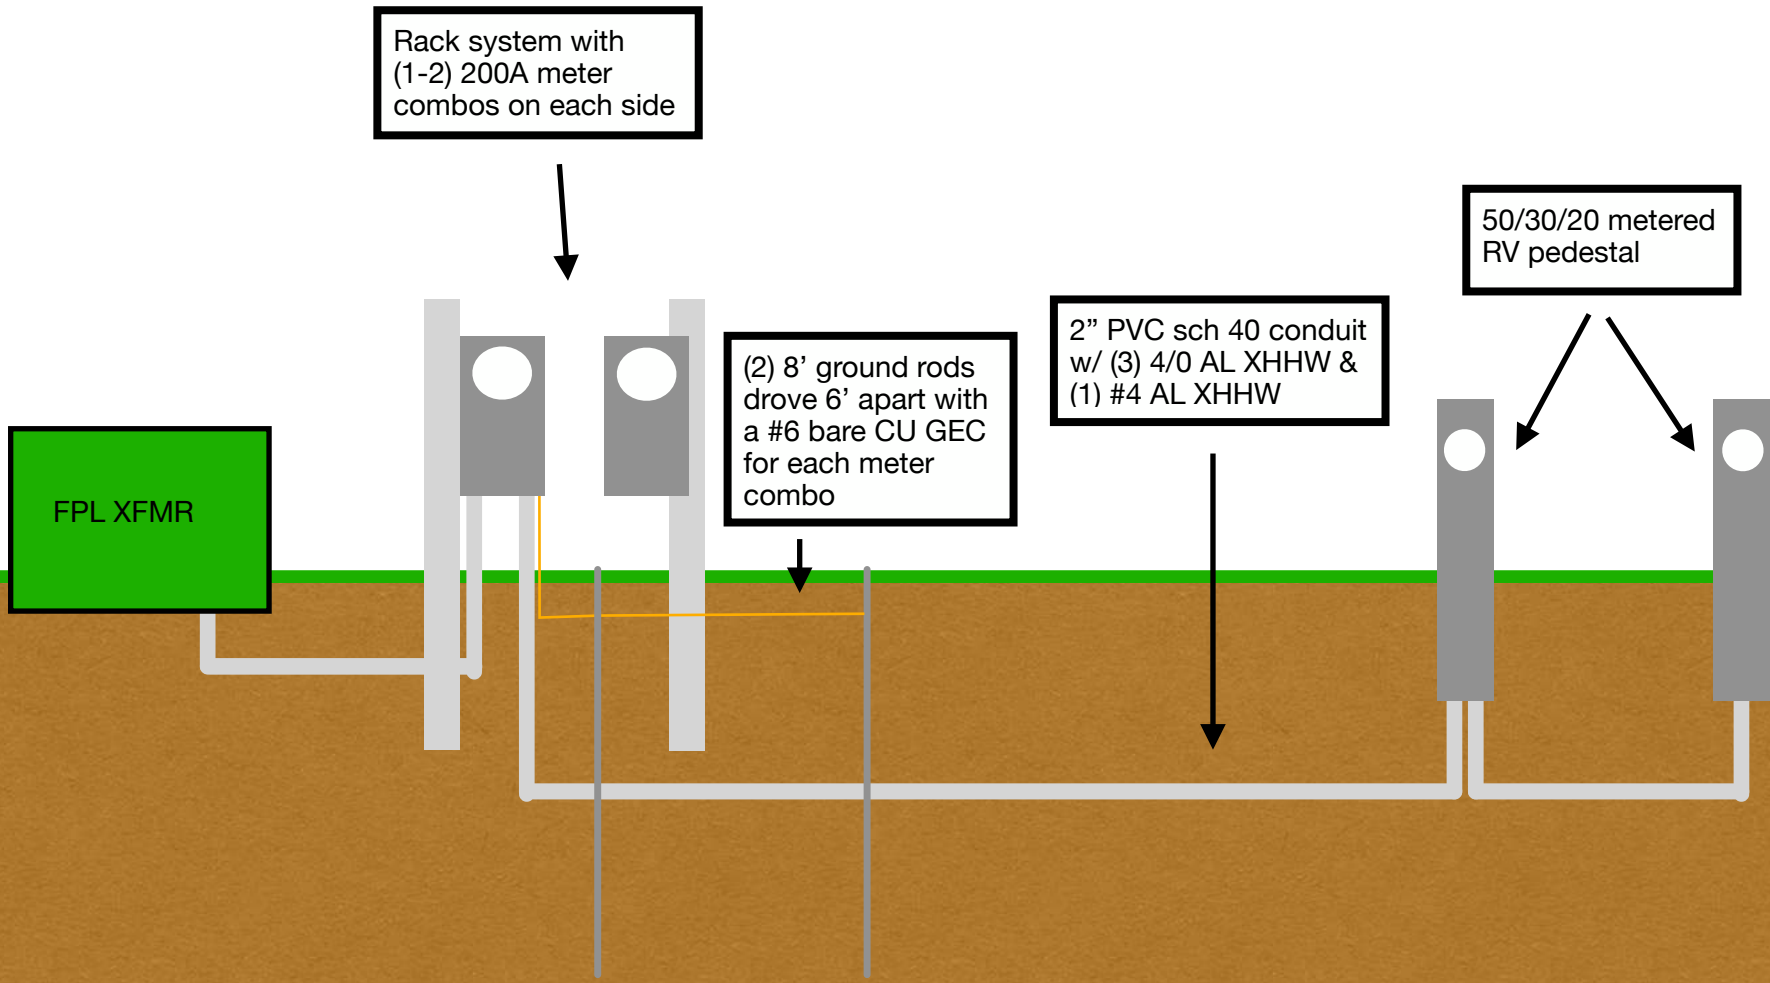 Rack system with
(1-2) 200A meter
combos on each side
50/30/20 metered
RV pedestal
2” PVC sch 40 conduit
w/ (3) 4/0 AL XHHW &
(1) #4 AL XHHW
(2) 8’ ground rods
drove 6’ apart with
a #6 bare CU GEC
for each meter
combo
FPL XFMR